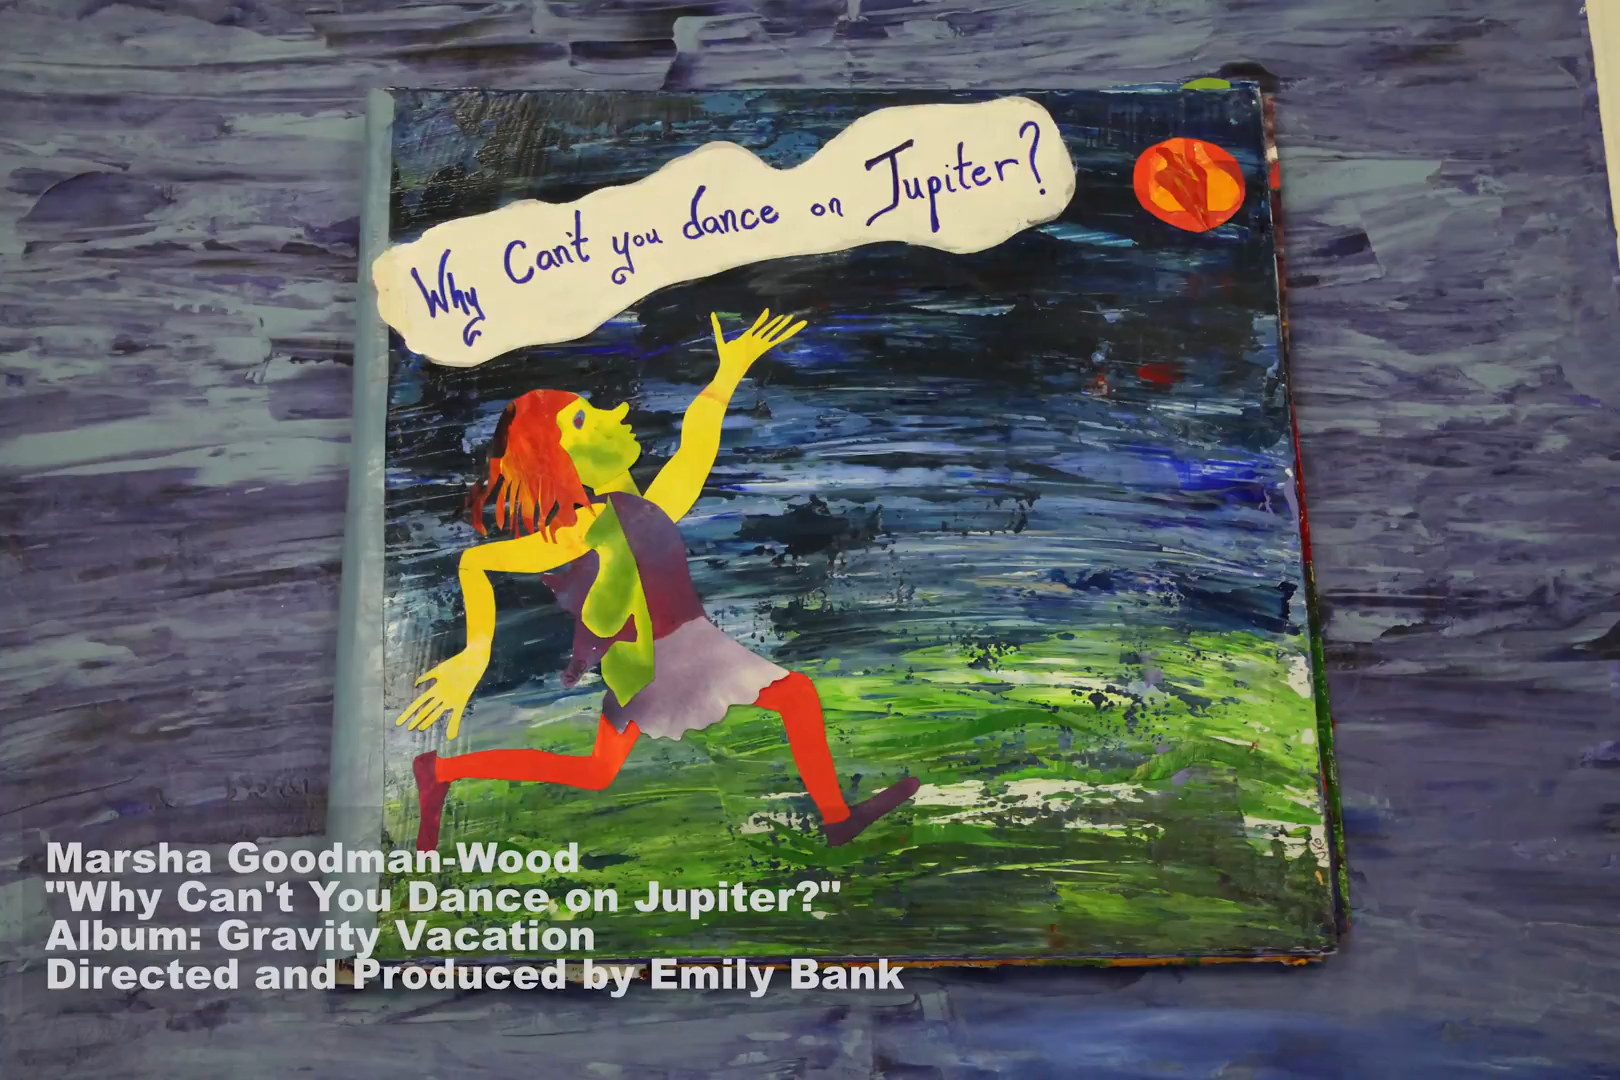 Why Can't you dance on Jupiter?
Marsha Goodman-Wood
"Why Can't You Dance on Jupiter?"
Album: Gravity Vacation
Directed and Produced by Emily Bank